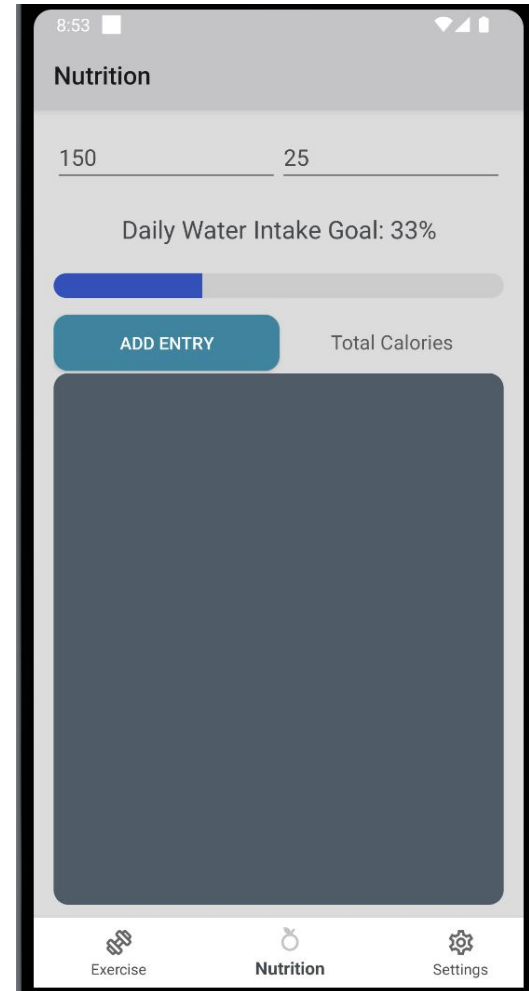 8:53
Nutrition
150 25
Daily Water Intake Goal: 33%
ADD ENTRY Total Calories
Exercise Nutrition Settings